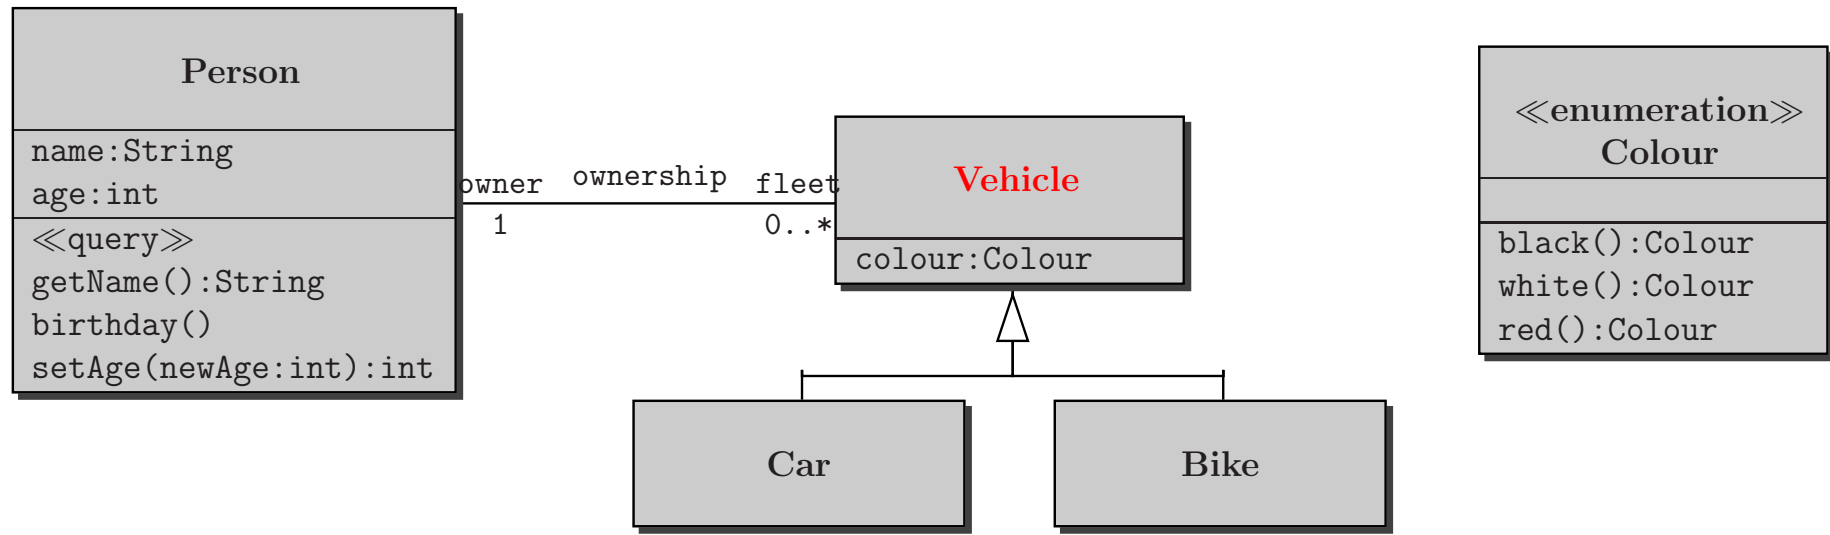 Person
name:String
age:int
≪query≫
getName():String
birthday()
setAge(newAge:int):int
owner
ownership
fleet
1
0..*
Vehicle
colour:Colour
Car
Bike
≪enumeration≫
Colour
black():Colour
white():Colour
red():Colour